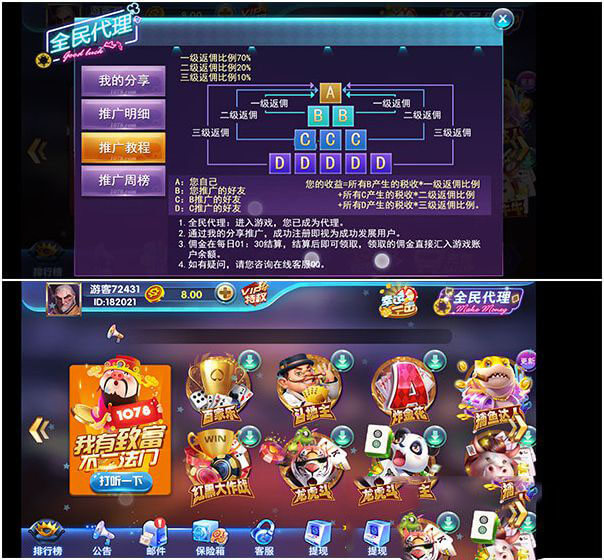 全民代理
Good luck
游客
一级返佣比例70%
二级返佣比例20%
三级返佣比例10%
我的分享
推广明细
推广教程
推广周榜
A
B B
C C C
D D D D D
一级返佣
一级返佣
二级返佣
二级返佣
三级返佣
三级返佣
A：您自己
B：您推广的好友
C：B推广的好友
D：C推广的好友
您的收益=所有B产生的税收*一级返佣比例
+所有C产生的税收*二级返佣比例
+所有D产生的税收*三级返佣比例。
1. 全民代理：进入游戏，您已成为代理。
2. 通过我的分享推广，成功注册即视为成功发展用户。
3. 佣金在每日01：30结算，结算后即可领取，领取的佣金直接汇入游戏账
户余额。
4. 如有疑问，请您咨询在线客服QQ。
排行榜
游客72431
ID:182021
8.00
VIP
特权
幸运一击
全民代理
Make Money
更新
1078
我有致富
不二法门
打听一下
百家乐
斗地主
炸金花
捕鱼达人
WIN
红黑大作战
龙虎斗
龙虎斗
主
排行榜
公告
邮件
保险箱
客服
提现
提现